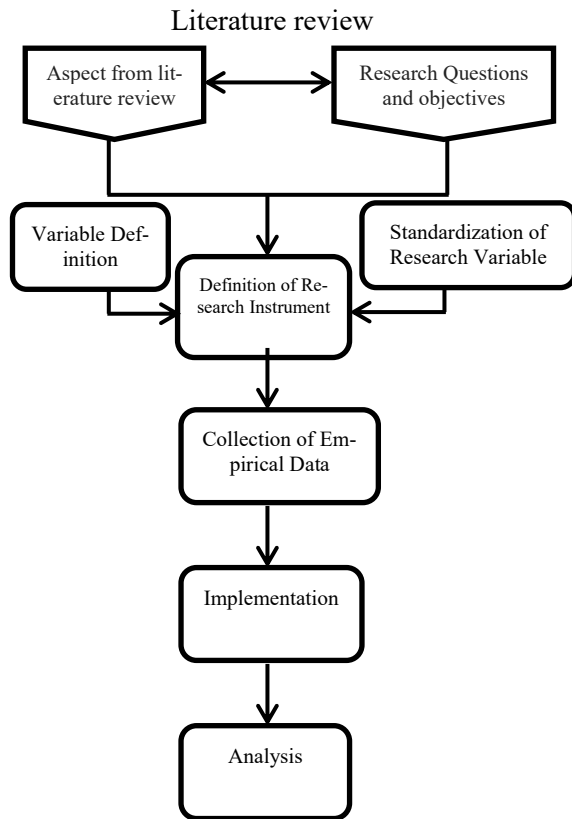 Literature review
Aspect from lit-
erature review
Research Questions
and objectives
Variable Def-
inition
Standardization of
Research Variable
Definition of Re-
search Instrument
Collection of Em-
pirical Data
Implementation
Analysis